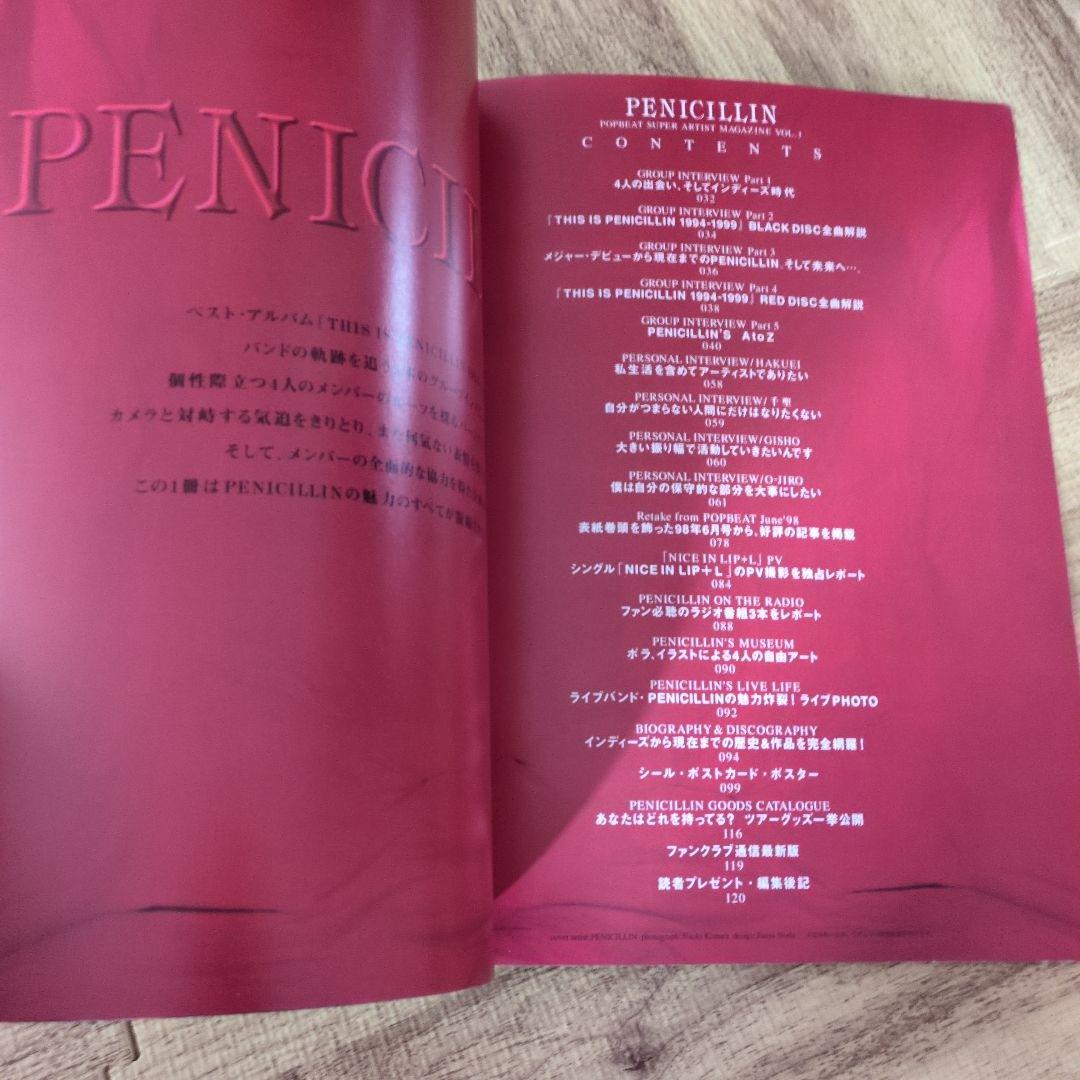 PENICILL
ベスト・アルバム「THIS IS PENICILLIN
バンドの軌跡を追う
個性際立つ4人のメンバーの
カメラと対峙する気迫をきりとり、また何気ない表情
そして、メンバーの全面的な協力を得た
この1冊はPENICILLINの魅力のすべてが
PENICILLIN
POPBEAT SUPER ARTIST MAGAZINE VOL.1
CONTENTS
GROUP INTERVIEW Part 1
4人の出会い、そしてインディーズ時代
032
GROUP INTERVIEW Part 2
「THIS IS PENICILLIN 1994-1999」 BLACK DISC全曲解説
034
GROUP INTERVIEW Part 3
メジャー・デビューから現在までのPENICILLIN、そして未来へ…。
036
GROUP INTERVIEW Part 4
「THIS IS PENICILLIN 1994-1999」 RED DISC全曲解説
038
GROUP INTERVIEW Part 5
PENICILLIN'S AtoZ
040
PERSONAL INTERVIEW/HAKUEI
私生活を含めてアーティストでありたい
058
PERSONAL INTERVIEW/千聖
自分がつまらない人間にだけはなりたくない
059
PERSONAL INTERVIEW/GISHO
大きい振り幅で活動していきたいんです
060
PERSONAL INTERVIEW/O-JIRO
僕は自分の保守的な部分を大事にしたい
061
Retake from POPBEAT June'98
表紙巻頭を飾った98年6月号から、好評の記事を掲載
078
「NICE IN LIP+L」 PV
シングル「NICE IN LIP+L」のPV撮影を独占レポート
084
PENICILLIN ON THE RADIO
ファン必聴のラジオ番組3本をレポート
088
PENICILLIN'S MUSEUM
ポラ、イラストによる4人の自由アート
090
PENICILLIN'S LIVE LIFE
ライブバンド・PENICILLINの魅力炸裂！ライブPHOTO
092
BIOGRAPHY & DISCOGRAPHY
インディーズから現在までの歴史&作品を完全網羅！
094
シール・ポストカード・ポスター
099
PENICILLIN GOODS CATALOGUE
あなたはどれを持ってる？ ツアーグッズ一挙公開
116
ファンクラブ通信最新版
119
読者プレゼント・編集後記
120
cover artist:PENICILLIN photograph:Naoki design: